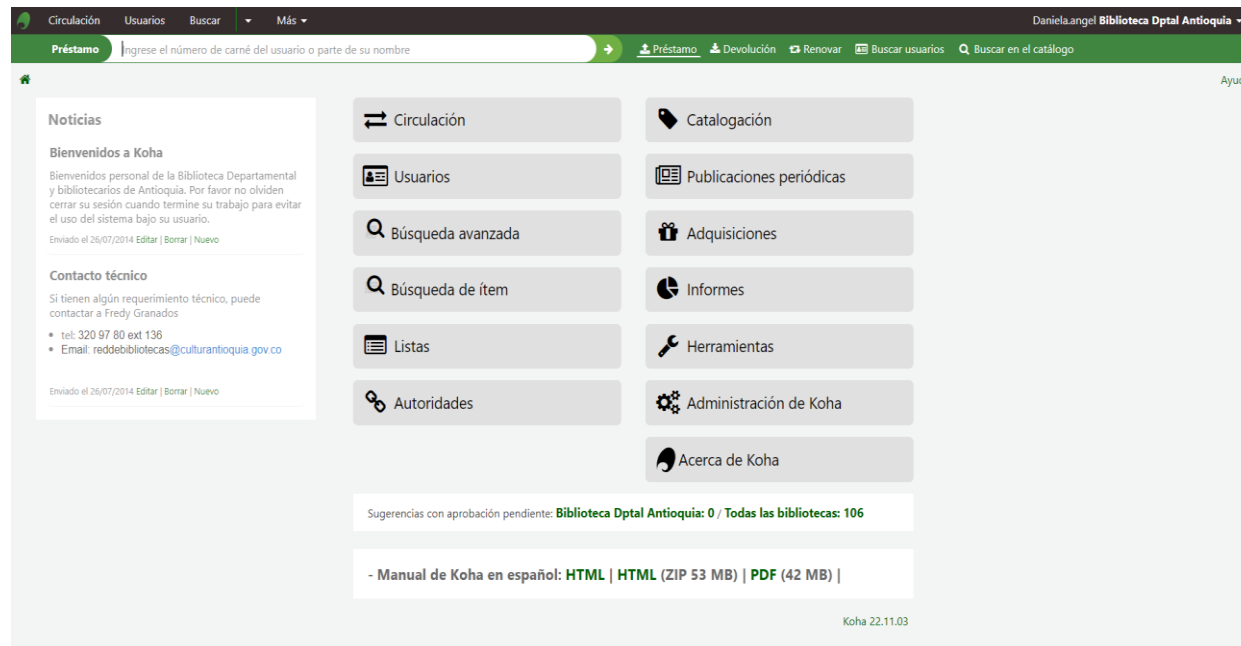 Circulación Usuarios Buscar Más
Daniela.angel Biblioteca Dptal Antioquia
Préstamo Ingrese el número de carné del usuario o parte de su nombre Préstamo Devolución Renovar Buscar usuarios Buscar en el catálogo
Noticias
Bienvenidos a Koha
Bienvenidos personal de la Biblioteca Departamental
y bibliotecarios de Antioquia. Por favor no olviden
cerrar su sesión cuando termine su trabajo para evitar
el uso del sistema bajo su usuario.
Enviado el 26/07/2014 Editar | Borrar | Nuevo
Contacto técnico
Si tienen algún requerimiento técnico, puede
contactar a Fredy Granados
• tel: 320 97 80 ext 136
• Email: reddebibliotecas@culturantioquia.gov.co
Enviado el 26/07/2014 Editar | Borrar | Nuevo
Circulación
Usuarios
Búsqueda avanzada
Búsqueda de ítem
Listas
Autoridades
Catalogación
Publicaciones periódicas
Adquisiciones
Informes
Herramientas
Administración de Koha
Acerca de Koha
Sugerencias con aprobación pendiente: Biblioteca Dptal Antioquia: 0 / Todas las bibliotecas: 106
- Manual de Koha en español: HTML | HTML (ZIP 53 MB) | PDF (42 MB) |
Koha 22.11.03